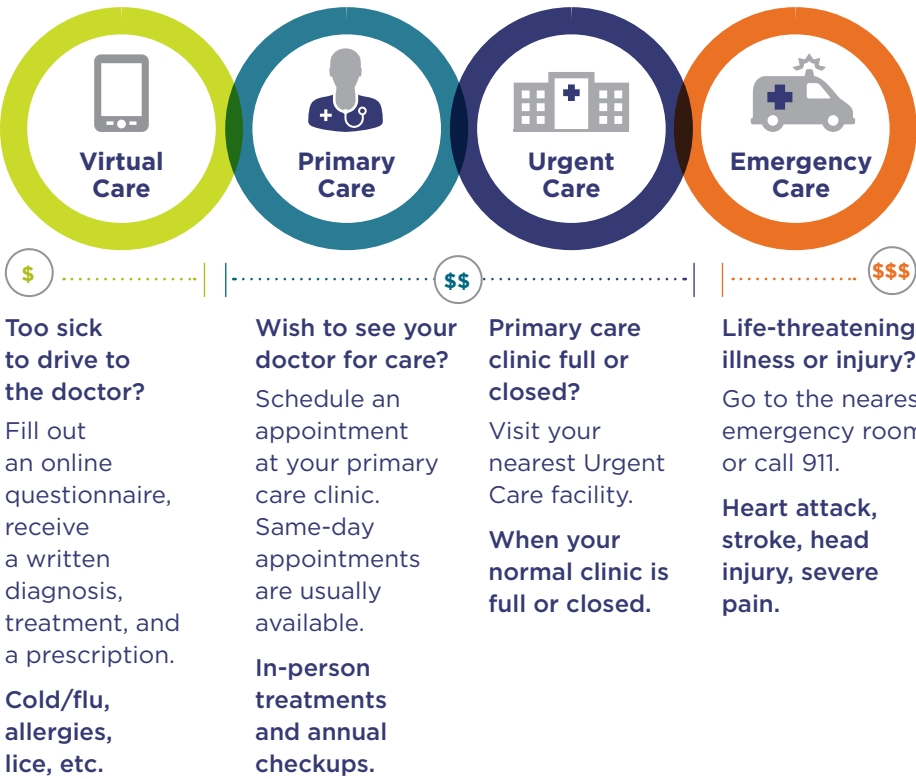 Virtual
Care
Primary
Care
Urgent
Care
Emergency
Care
$
$$
$$$
Too sick
to drive to
the doctor?
Fill out
an online
questionnaire,
receive
a written
diagnosis,
treatment, and
a prescription.
Cold/flu,
allergies,
lice, etc.
Wish to see your
doctor for care?
Schedule an
appointment
at your primary
care clinic.
Same-day
appointments
are usually
available.
In-person
treatments
and annual
checkups.
Primary care
clinic full or
closed?
Visit your
nearest Urgent
Care facility.
When your
normal clinic is
full or closed.
Life-threatening
illness or injury?
Go to the neares
emergency room
or call 911.
Heart attack,
stroke, head
injury, severe
pain.